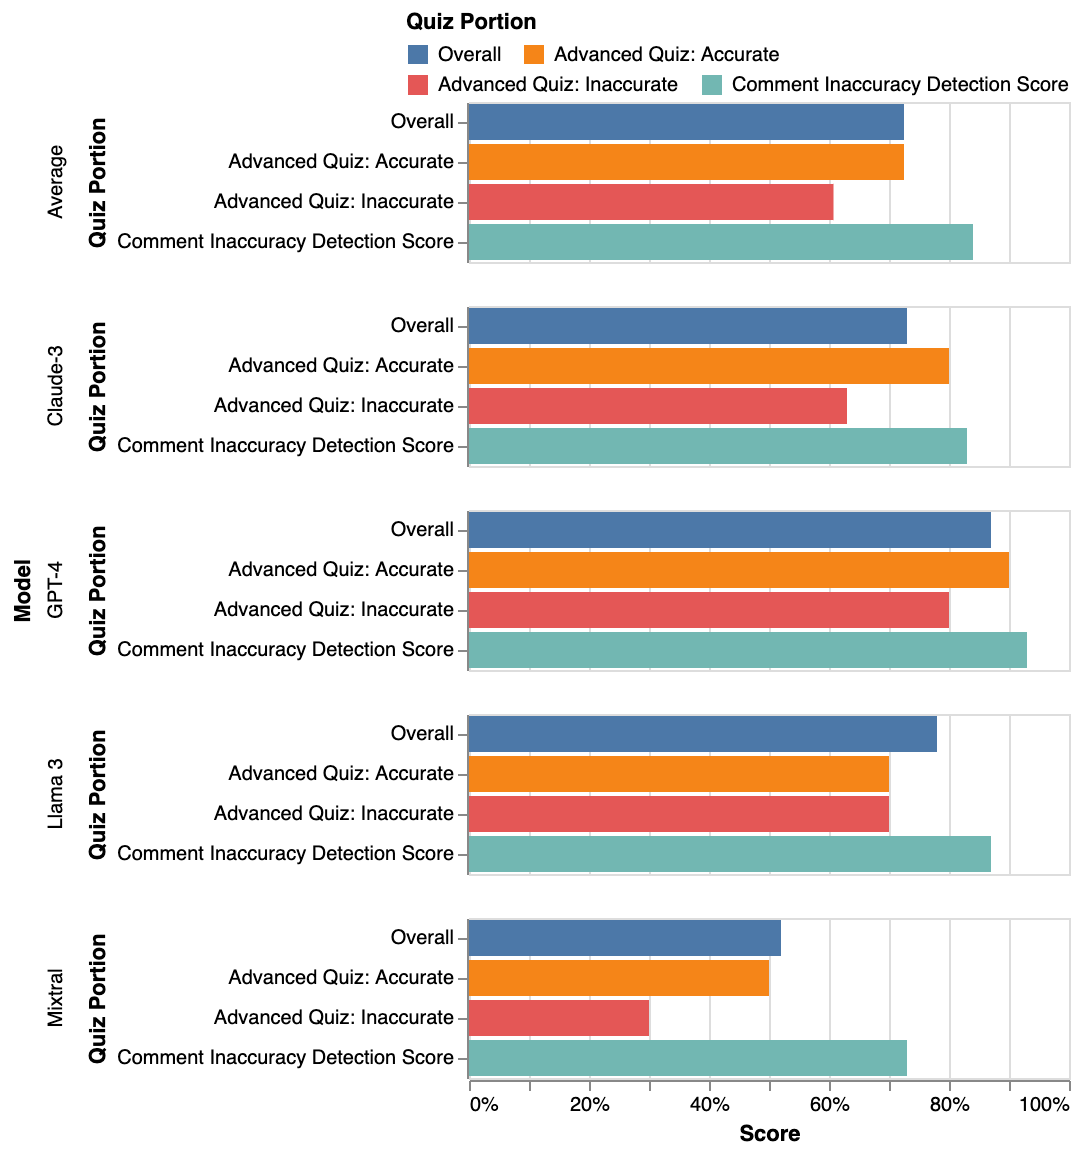 Quiz Portion
Overall
Advanced Quiz: Accurate
Advanced Quiz: Inaccurate
Comment Inaccuracy Detection Score
Model
Average
Quiz Portion
Overall
Advanced Quiz: Accurate
Advanced Quiz: Inaccurate
Comment Inaccuracy Detection Score
Claude-3
Quiz Portion
Overall
Advanced Quiz: Accurate
Advanced Quiz: Inaccurate
Comment Inaccuracy Detection Score
GPT-4
Quiz Portion
Overall
Advanced Quiz: Accurate
Advanced Quiz: Inaccurate
Comment Inaccuracy Detection Score
Llama 3
Quiz Portion
Overall
Advanced Quiz: Accurate
Advanced Quiz: Inaccurate
Comment Inaccuracy Detection Score
Mixtral
Quiz Portion
Overall
Advanced Quiz: Accurate
Advanced Quiz: Inaccurate
Comment Inaccuracy Detection Score
0% 20% 40% 60% 80% 100%
Score